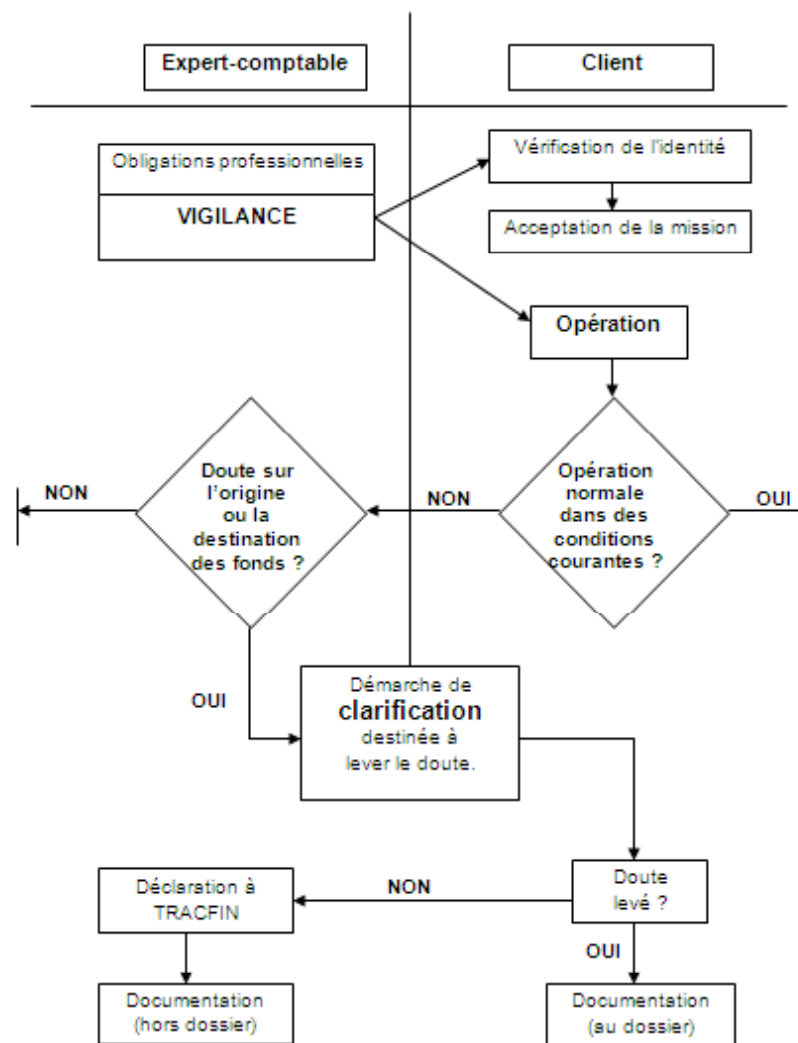 Expert-comptable
Client
Obligations professionnelles
VIGILANCE
Vérification de l'identité
Acceptation de la mission
Opération
Doute sur
l'origine
ou la
destination
des fonds ?
NON
NON
Opération
normale
dans des
conditions
courantes ?
OUI
OUI
Démarche de
clarification
destinée à
lever le doute.
Déclaration à
TRACFIN
NON
Doute
levé ?
OUI
Documentation
(hors dossier)
Documentation
(au dossier)